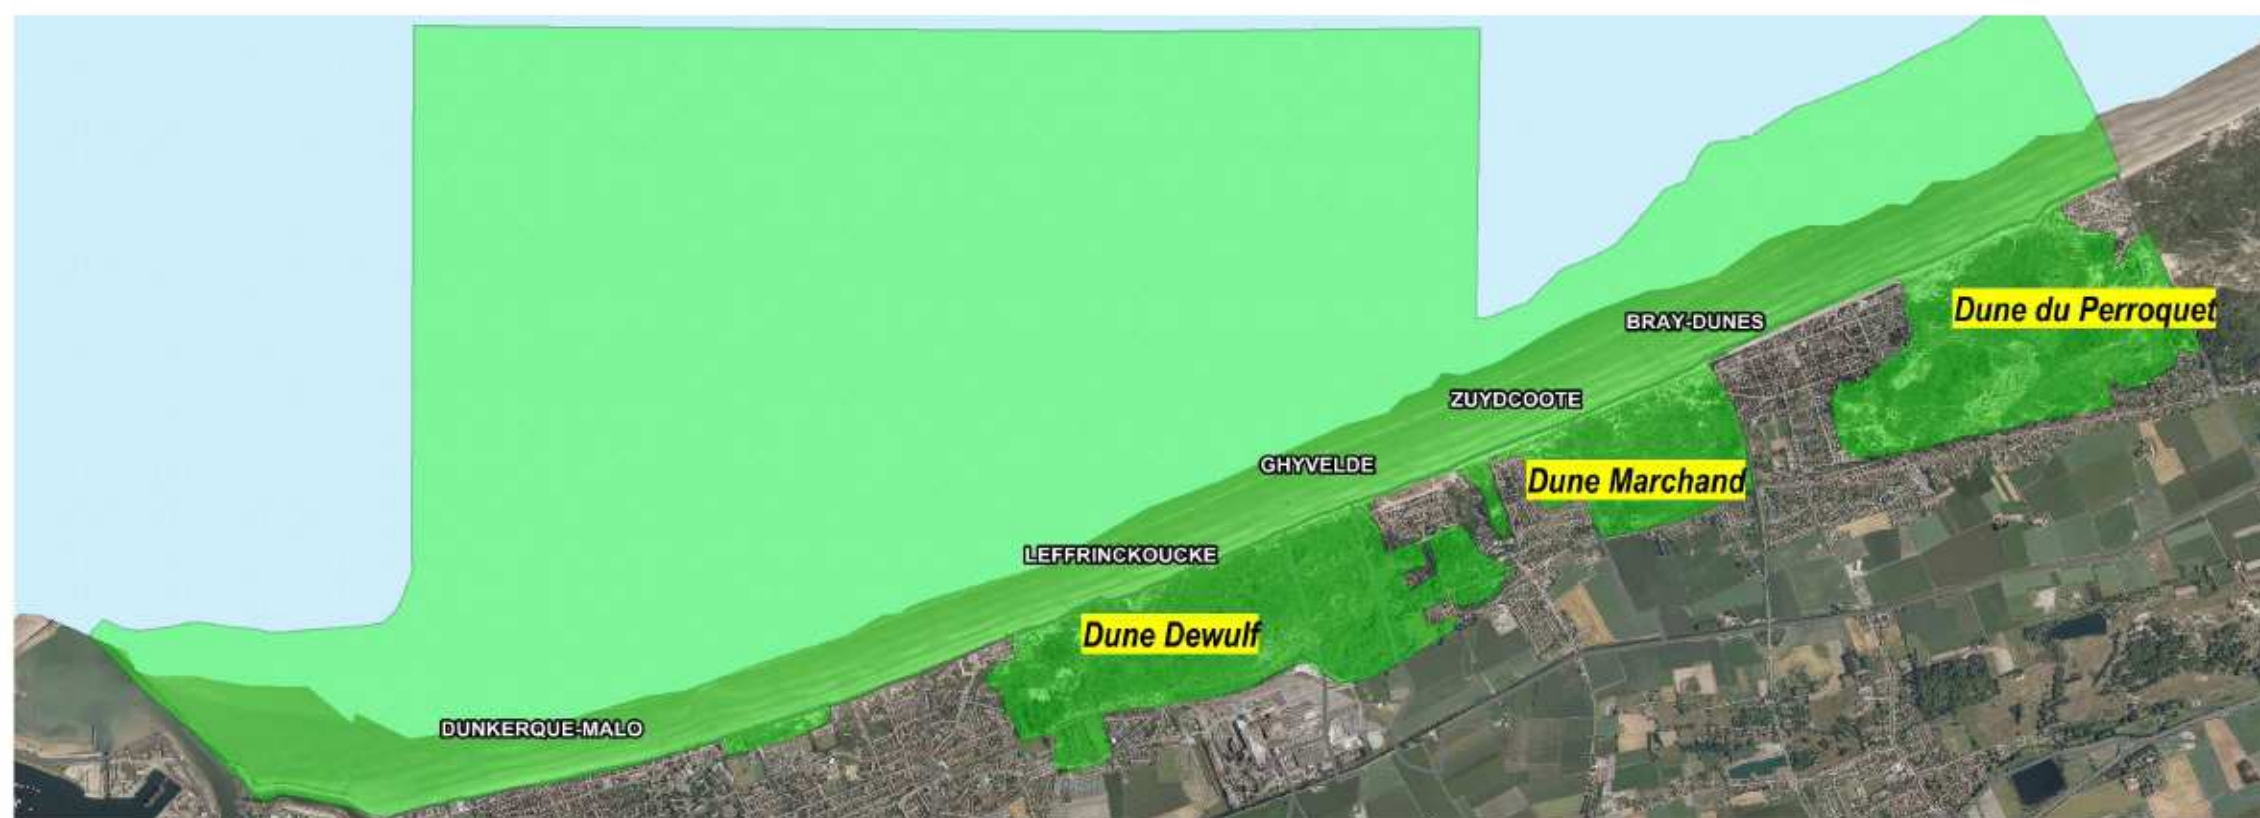 Dune du Perroquet
BRAY-DUNES
ZUYDCOOTE
GHYVELDE
Dune Marchand
LEFFRINCKOUCKE
Dune Dewulf
DUNKERQUE-MALO